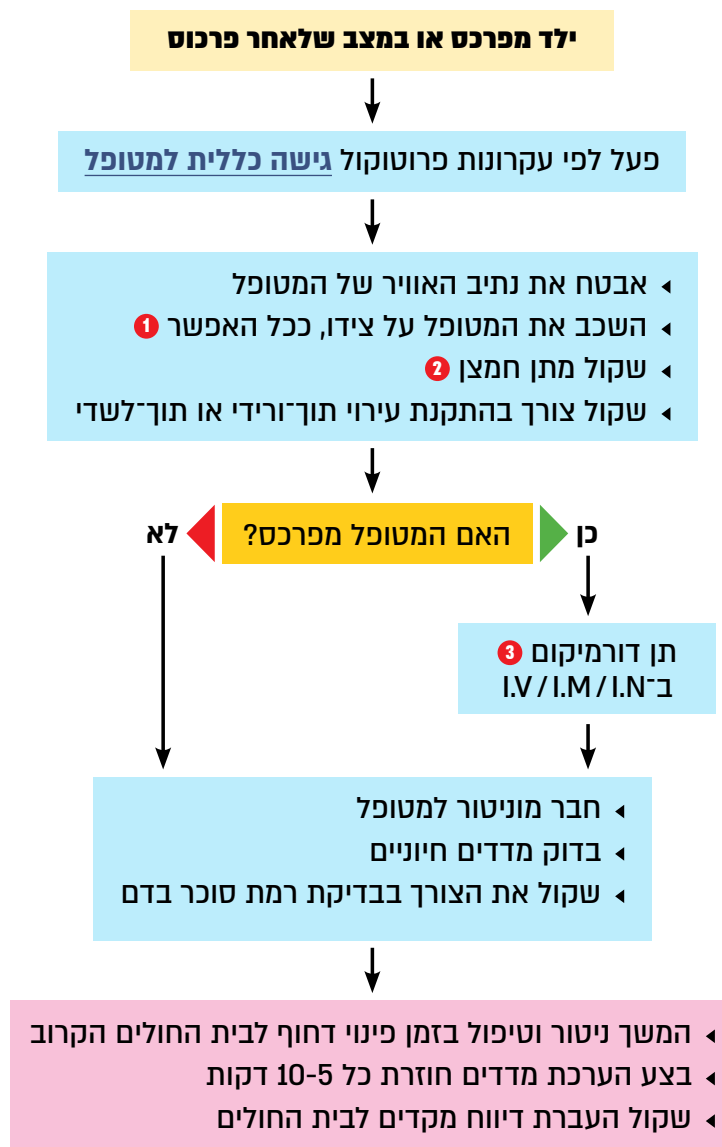 ילד מפרכס או במצב שלאחר פרכוס
פעל לפי עקרונות פרוטוקול גישה כללית למטופל
אבטח את נתיב האוויר של המטופל
השכב את המטופל על צידו, ככל האפשר 1
שקול מתן חמצן 2
שקול צורך בהתקנת עירוי תוך־ורידי או תוך־לשדי
האם המטופל מפרכס?
כן
לא
תן דורמיקום 3
ב־I.V / I.M / I.N
חבר מוניטור למטופל
בדוק מדדים חיוניים
שקול את הצורך בבדיקת רמת סוכר בדם
המשך ניטור וטיפול בזמן פינוי דחוף לבית החולים הקרוב
בצע הערכת מדדים חוזרת כל 10-5 דקות
שקול העברת דיווח מקדים לבית החולים